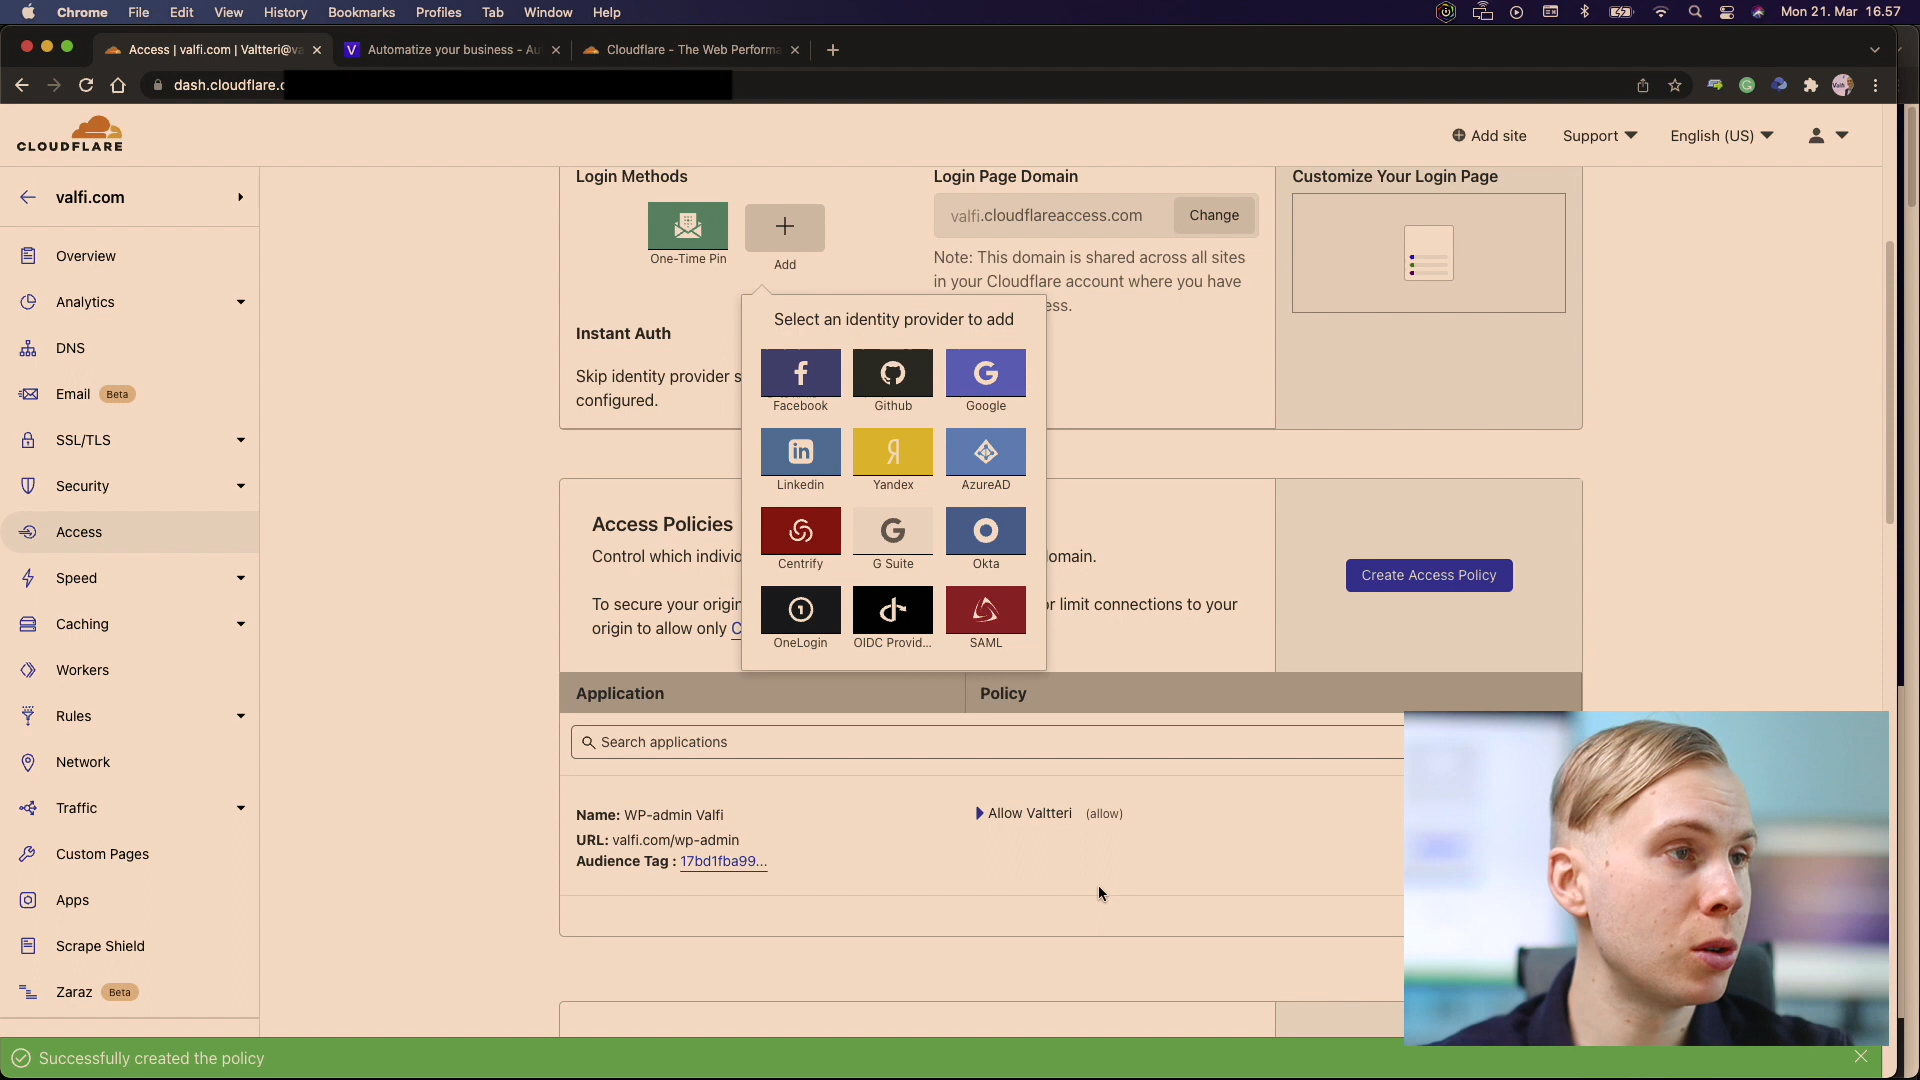 Chrome File Edit View History Bookmarks Profiles Tab Window Help
Mon 21. Mar 16.57
Access | valfi.com | Valtteri@va
Automatize your business - Au
Cloudflare - The Web Performa
dash.cloudflare.c
CLOUDFLARE
Add site
Support
English (US)
valfi.com
Overview
Analytics
DNS
Email Beta
SSL/TLS
Security
Access
Speed
Caching
Workers
Rules
Network
Traffic
Custom Pages
Apps
Scrape Shield
Zaraz Beta
Login Methods
One-Time Pin
Add
Instant Auth
Skip identity provider s
configured.
Login Page Domain
valfi.cloudflareaccess.com
Change
Note: This domain is shared across all sites
in your Cloudflare account where you have
ess.
Customize Your Login Page
Select an identity provider to add
Facebook
Github
Google
Linkedin
Yandex
AzureAD
Centrify
G Suite
Okta
OneLogin
OIDC Provid...
SAML
Access Policies
Control which individ
omain.
To secure your origin
or limit connections to your
origin to allow only C
Create Access Policy
Application
Policy
Search applications
Name: WP-admin Valfi
URL: valfi.com/wp-admin
Audience Tag : 17bd1fba99...
Allow Valtteri (allow)
Successfully created the policy